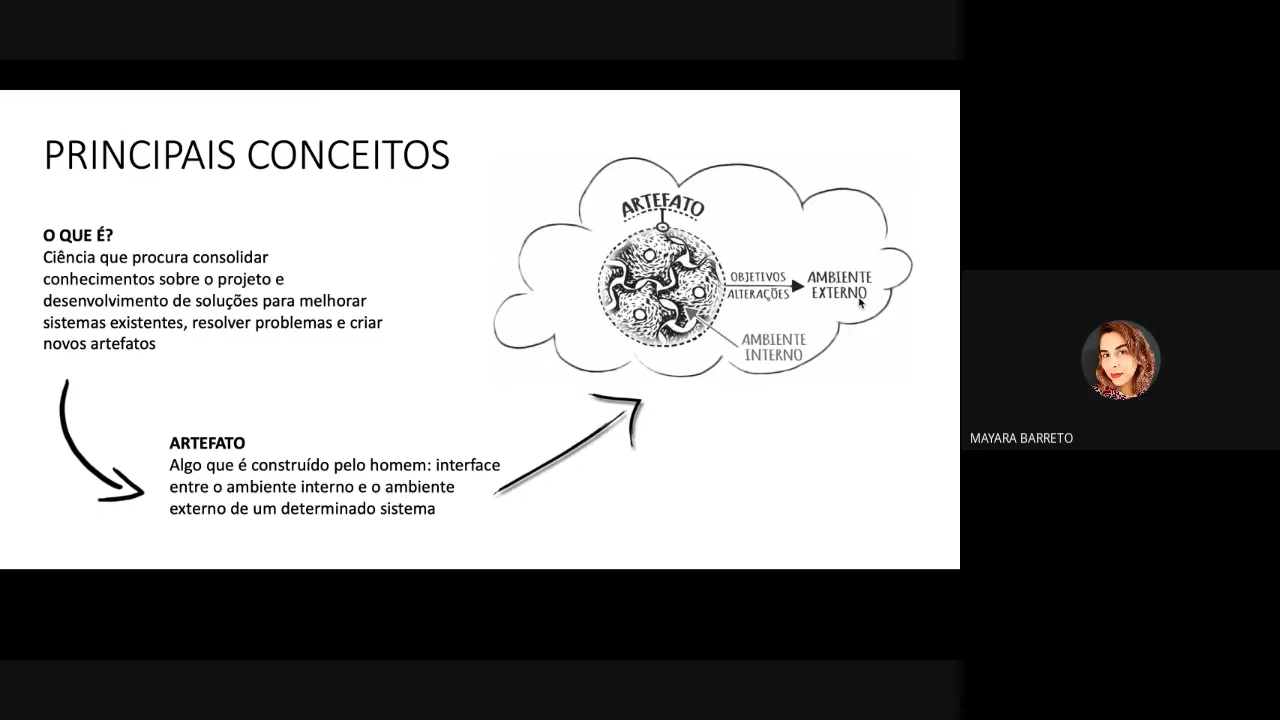 PRINCIPAIS CONCEITOS
O QUE É?
Ciência que procura consolidar
conhecimentos sobre o projeto e
desenvolvimento de soluções para melhorar
sistemas existentes, resolver problemas e criar
novos artefatos
ARTEFATO
Algo que é construído pelo homem: interface
entre o ambiente interno e o ambiente
externo de um determinado sistema
ARTEFATO
OBJETIVOS
ALTERAÇÕES
AMBIENTE
EXTERNO
AMBIENTE
INTERNO
MAYARA BARRETO